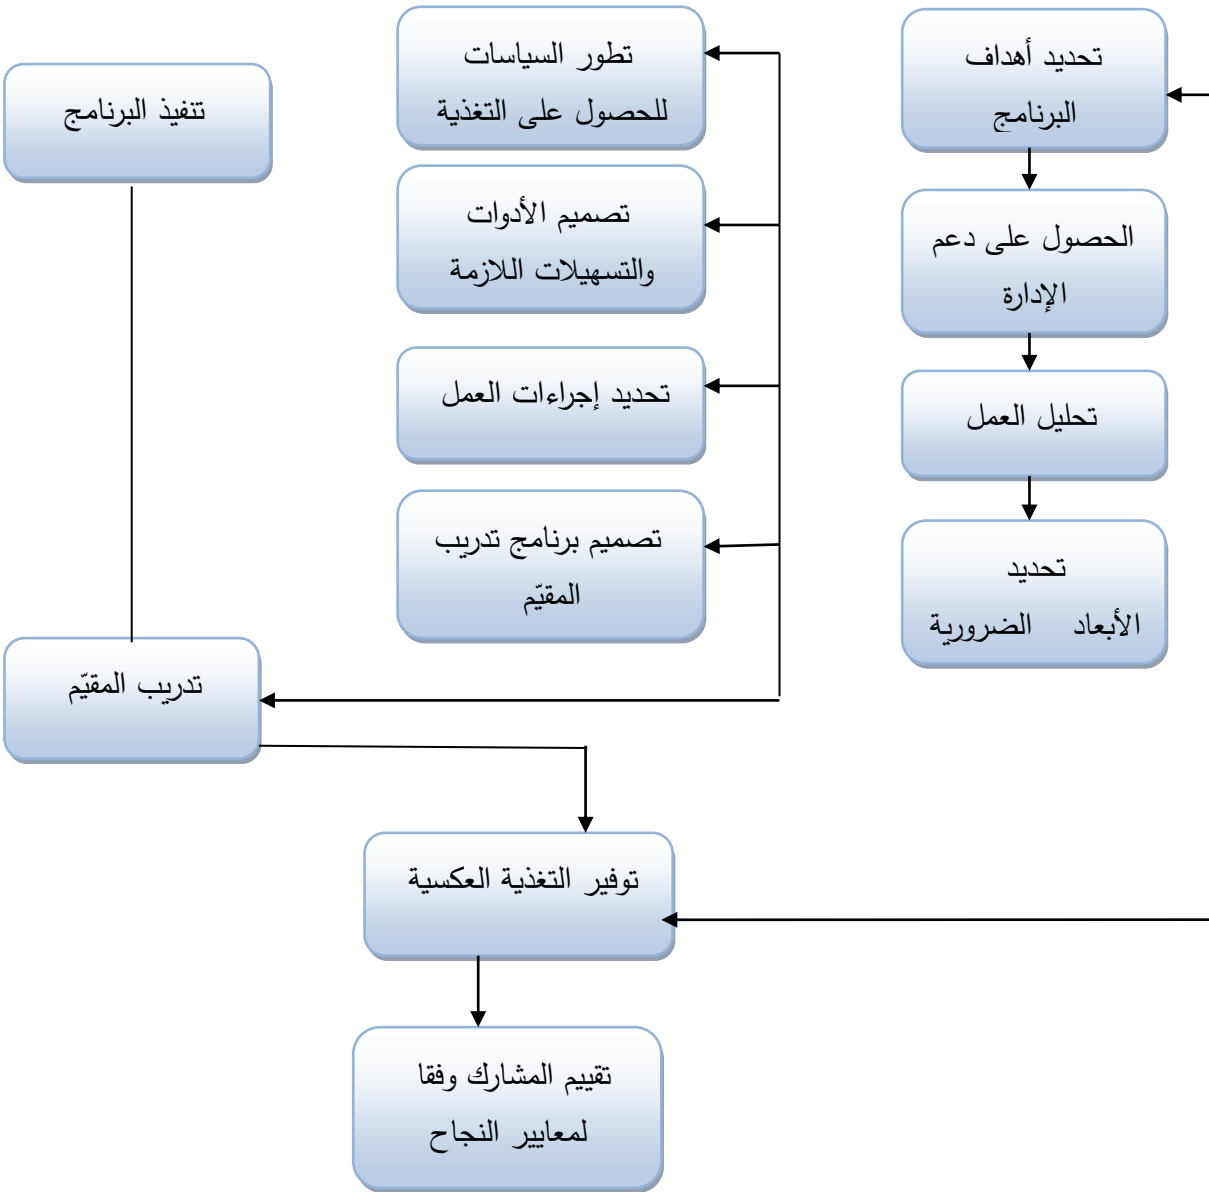 تحديد أهداف
البرنامج
الحصول على دعم
الإدارة
تحليل العمل
تحديد
الأبعاد الضرورية
تطور السياسات
للحصول على التغذية
تصميم الأدوات
والتسهيلات اللازمة
تحديد إجراءات العمل
تصميم برنامج تدريب
المقيّم
تنفيذ البرنامج
تدريب المقيّم
توفير التغذية العكسية
تقييم المشارك وفقا
لمعايير النجاح